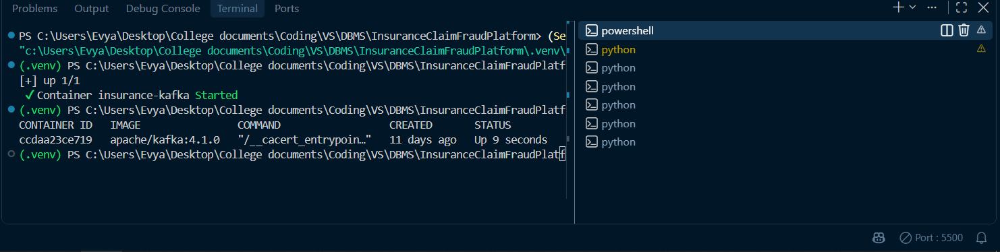 Problems Output Debug Console Terminal Ports
PS C:\Users\Evya\Desktop\College documents\Coding\VS\DBMS\InsuranceClaimFraudPlatform> (Se
"c:\Users\Evya\Desktop\College documents\Coding\VS\DBMS\InsuranceClaimFraudPlatform\.venv\
(.venv) PS C:\Users\Evya\Desktop\College documents\Coding\VS\DBMS\InsuranceClaimFraudPlatf
[+] up 1/1
✓ Container insurance-kafka Started
(.venv) PS C:\Users\Evya\Desktop\College documents\Coding\VS\DBMS\InsuranceClaimFraudPlatf
CONTAINER ID IMAGE COMMAND CREATED STATUS
ccdaa23ce719 apache/kafka:4.1.0 "/__cacert_entrypoin…" 11 days ago Up 9 seconds
(.venv) PS C:\Users\Evya\Desktop\College documents\Coding\VS\DBMS\InsuranceClaimFraudPlatf
powershell
python
python
python
python
python
python
Port : 5500